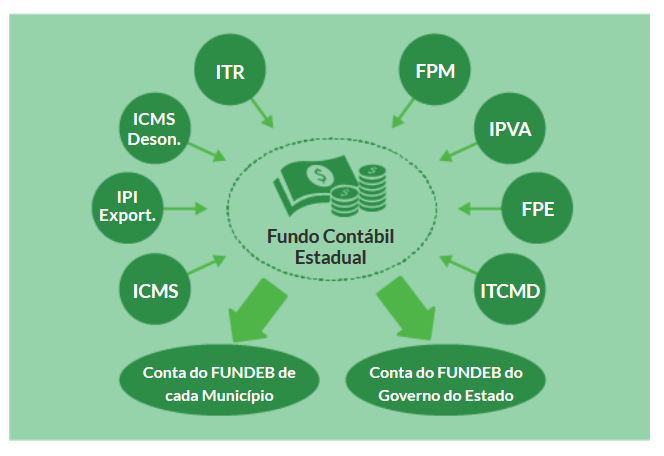 ITR
FPM
ICMS
Deson.
IPVA
IPI
Export.
FPE
$
Fundo Contábil
Estadual
ICMS
ITCMD
Conta do FUNDEB de
cada Município
Conta do FUNDEB do
Governo do Estado